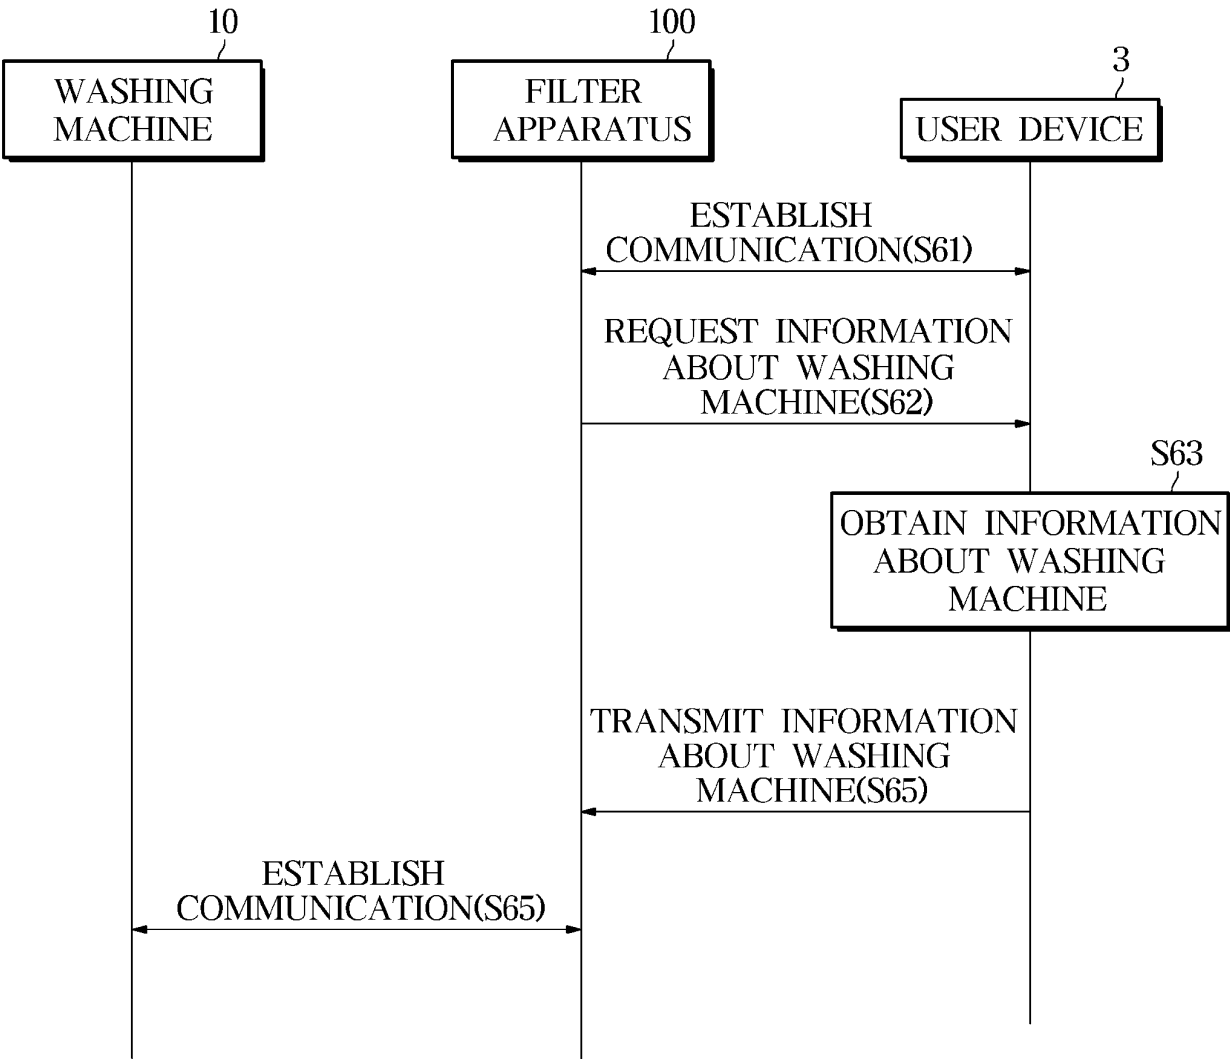 10
WASHING
MACHINE
100
FILTER
APPARATUS
3
USER DEVICE
ESTABLISH
COMMUNICATION(S61)
REQUEST INFORMATION
ABOUT WASHING
MACHINE(S62)
S63
OBTAIN INFORMATION
ABOUT WASHING
MACHINE
TRANSMIT INFORMATION
ABOUT WASHING
MACHINE(S65)
ESTABLISH
COMMUNICATION(S65)